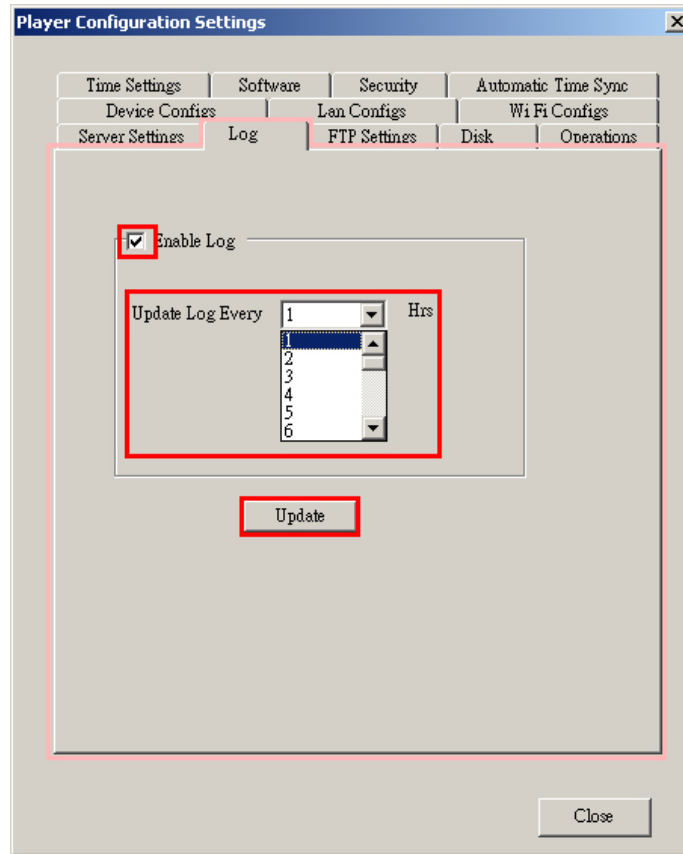 Player Configuration Settings
Time Settings Software Security Automatic Time Sync
Device Configs Lan Configs Wi Fi Configs
Server Settings Log FTP Settings Disk Operations
Enable Log
Update Log Every 1 Hrs
1
2
3
4
5
6
Update
Close